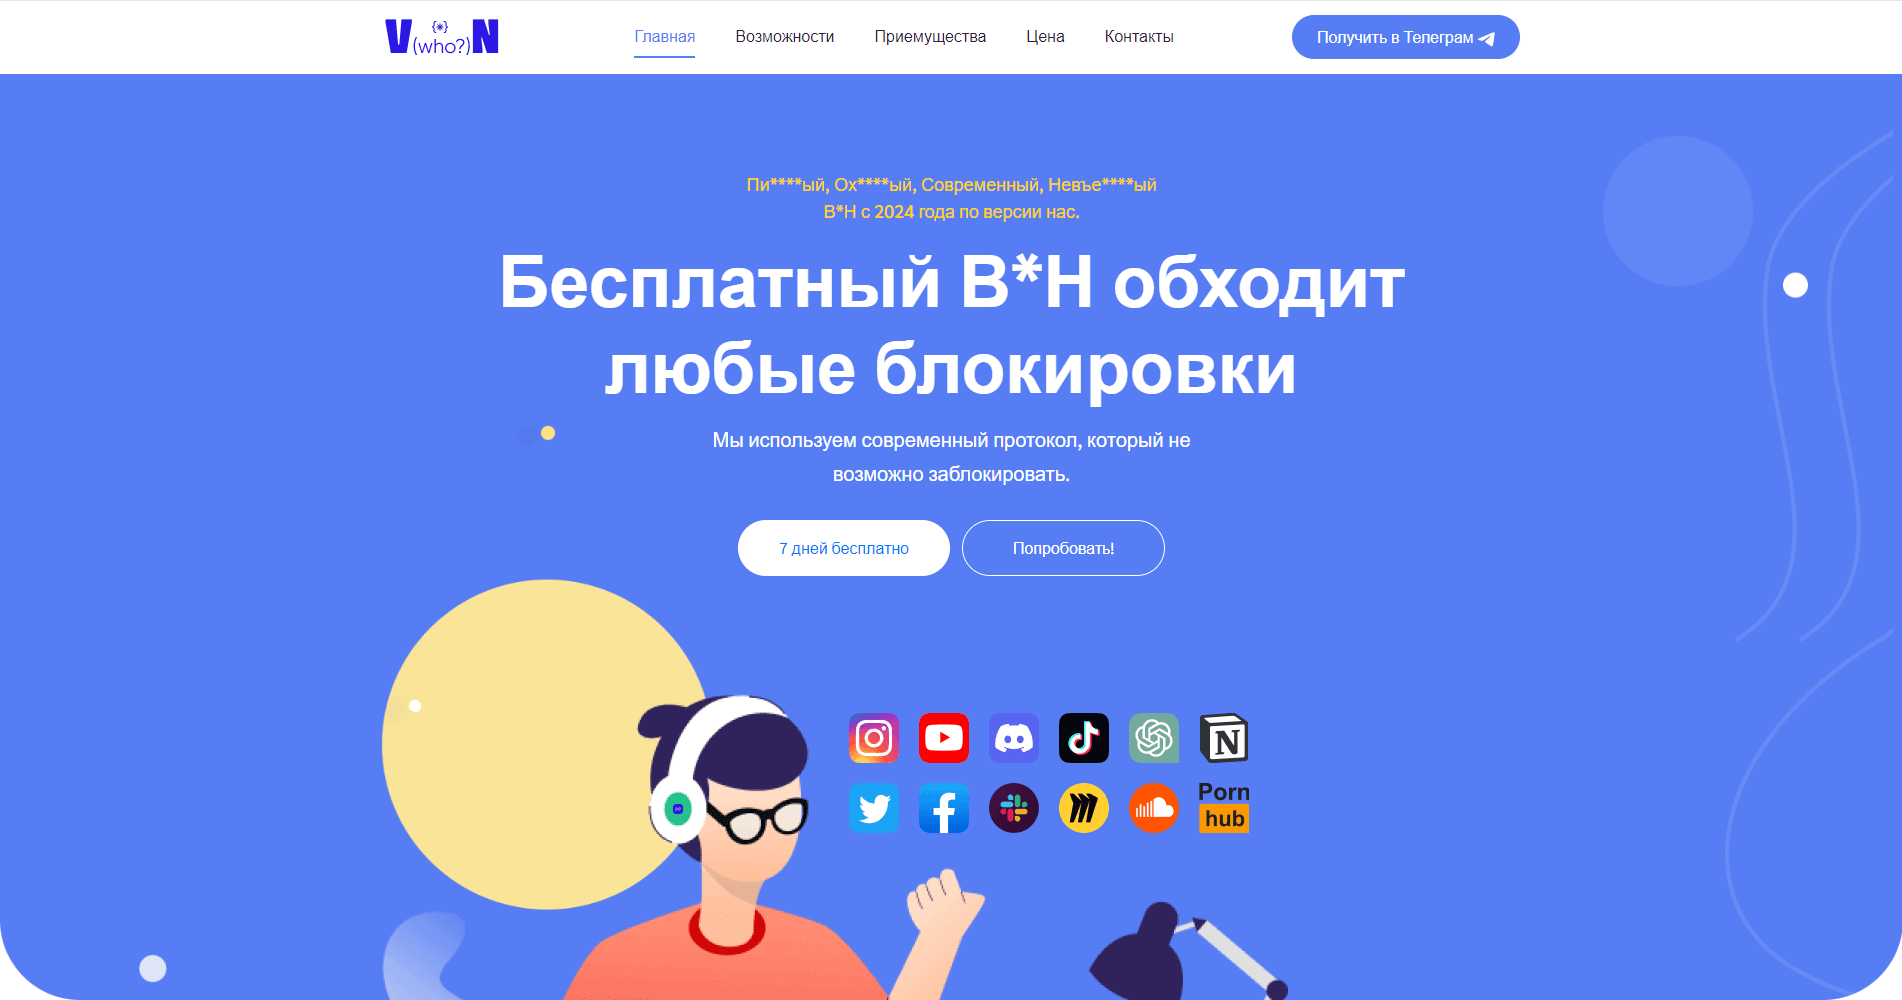 V(who?)N
{*}
Главная
Возможности
Приемущества
Цена
Контакты
Получить в Телеграм
Пи****ый, Ох****ый, Современный, Невъе****ый
В*Н с 2024 года по версии нас.
Бесплатный В*Н обходит
любые блокировки
Мы используем современный протокол, который не
возможно заблокировать.
7 дней бесплатно
Попробовать!
N
Porn
hub